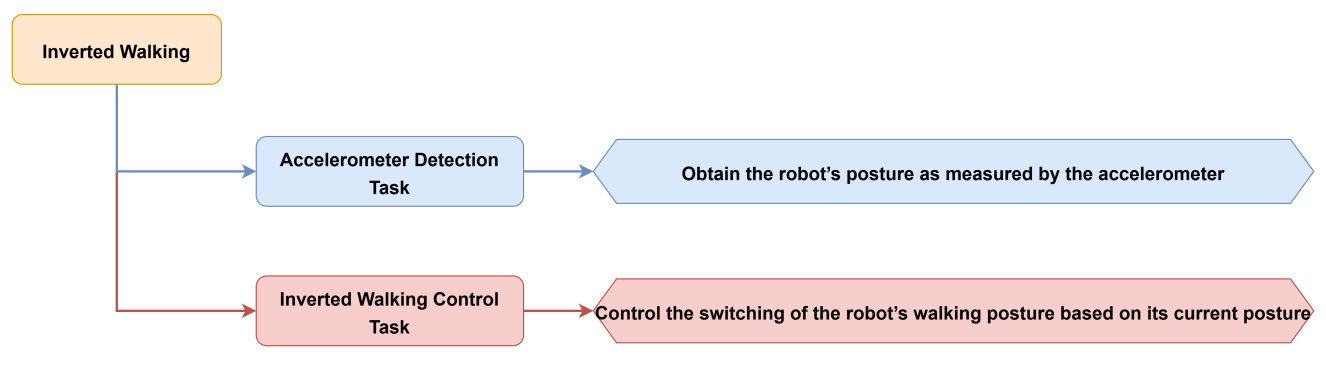 Inverted Walking
Accelerometer Detection
Task
Obtain the robot’s posture as measured by the accelerometer
Inverted Walking Control
Task
Control the switching of the robot’s walking posture based on its current posture